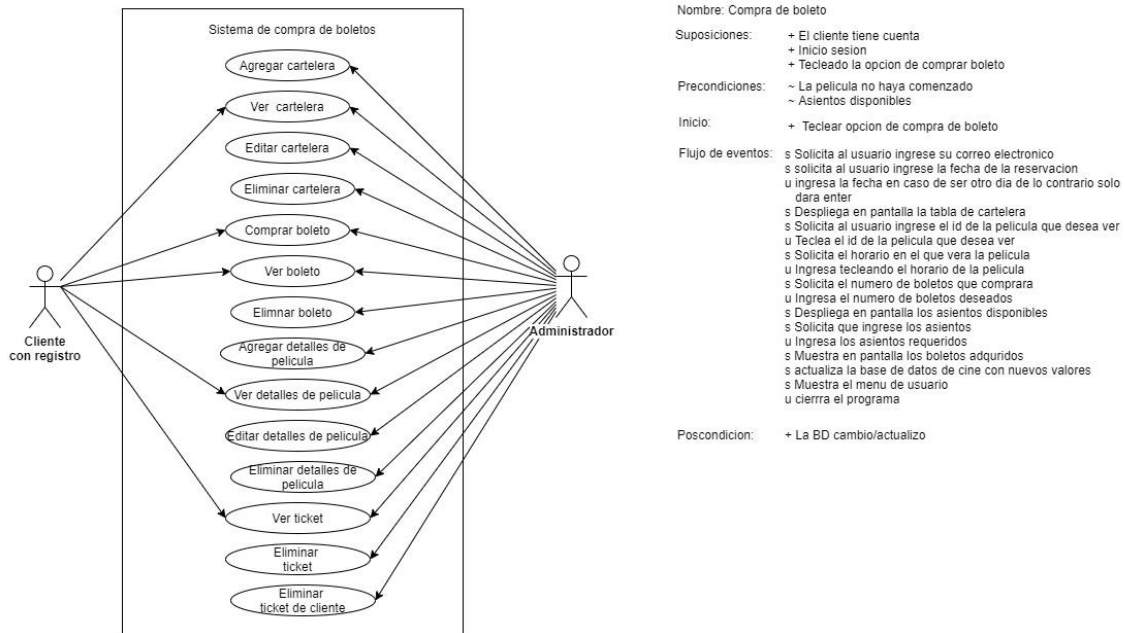 Sistema de compra de boletos
Agregar cartelera
Ver cartelera
Editar cartelera
Eliminar cartelera
Comprar boleto
Ver boleto
Elimnar boleto
Agregar detalles de
pelicula
Ver detalles de pelicula
Editar detalles de pelicula
Eliminar detalles de
pelicula
Ver ticket
Eliminar
ticket
Eliminar
ticket de cliente
Cliente
con registro
Administrador
Nombre: Compra de boleto
Suposiciones: + El cliente tiene cuenta
+ Inicio sesion
+ Tecleado la opcion de comprar boleto
Precondiciones: ~ La pelicula no haya comenzado
~ Asientos disponibles
Inicio: + Teclear opcion de compra de boleto
Flujo de eventos: s Solicita al usuario ingrese su correo electronico
s solicita al usuario ingrese la fecha de la reservacion
u ingresa la fecha en caso de ser otro dia de lo contrario solo
dara enter
s Despliega en pantalla la tabla de cartelera
s Solicita al usuario ingrese el id de la pelicula que desea ver
u Teclea el id de la pelicula que desea ver
s Solicita el horario en el que vera la pelicula
u Ingresa tecleando el horario de la pelicula
s Solicita el numero de boletos que comprara
u Ingresa el numero de boletos deseados
s Despliega en pantalla los asientos disponibles
s Solicita que ingrese los asientos
u Ingresa los asientos requeridos
s Muestra en pantalla los boletos adquridos
s actualiza la base de datos de cine con nuevos valores
s Muestra el menu de usuario
u cierrra el programa
Poscondicion: + La BD cambio/actualizo